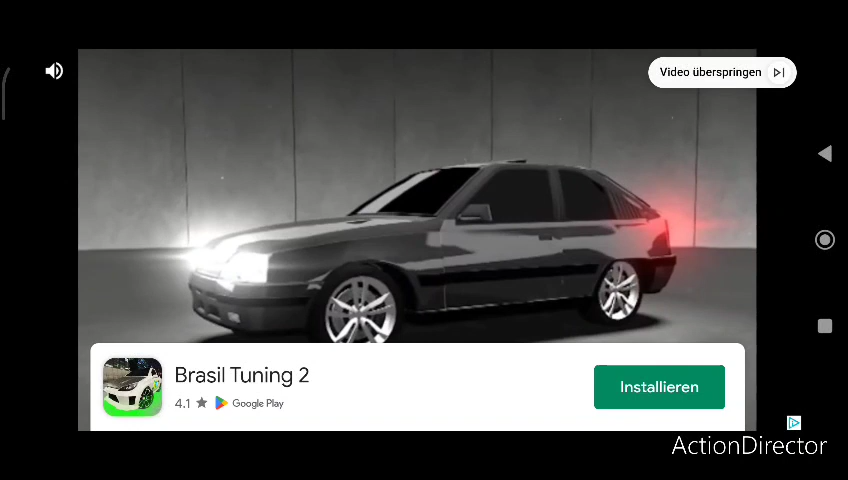 Video überspringen
Brasil Tuning 2
Installieren
4.1 ★ Google Play
ActionDirector